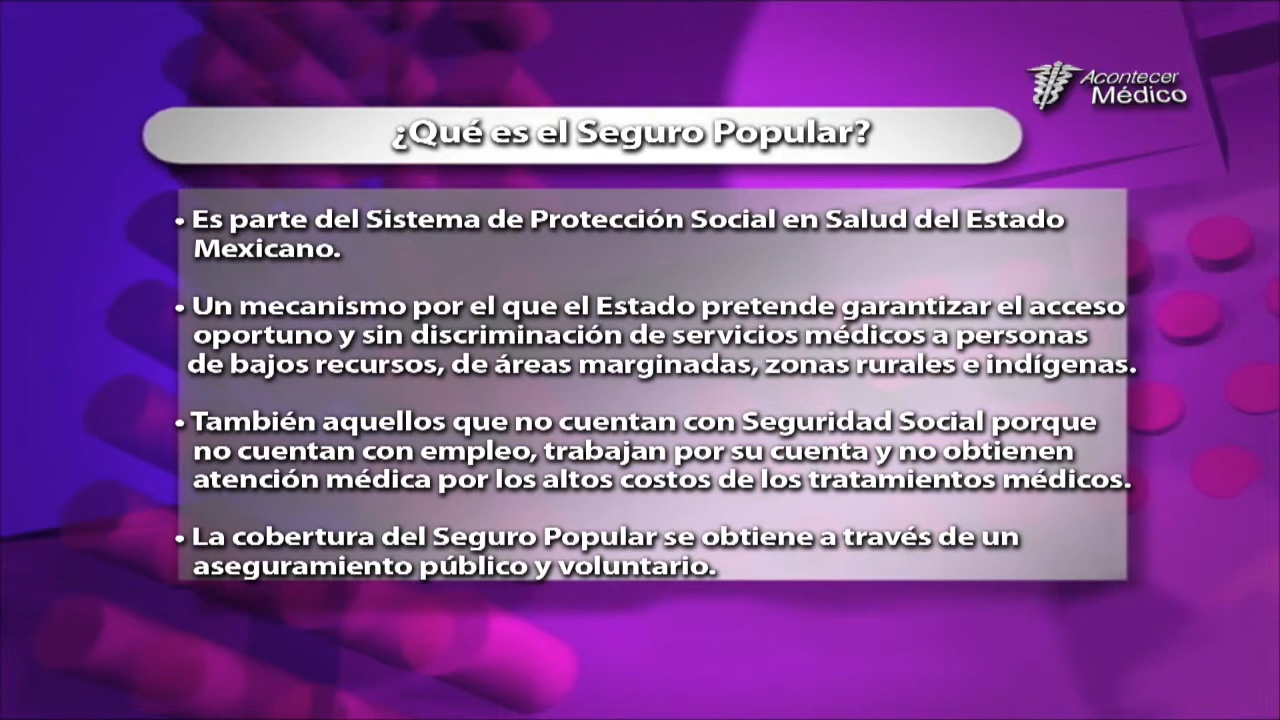 Acontecer
Médico
¿Qué es el Seguro Popular?
• Es parte del Sistema de Protección Social en Salud del Estado
Mexicano.
• Un mecanismo por el que el Estado pretende garantizar el acceso
oportuno y sin discriminación de servicios médicos a personas
de bajos recursos, de áreas marginadas, zonas rurales e indígenas.
• También aquellos que no cuentan con Seguridad Social porque
no cuentan con empleo, trabajan por su cuenta y no obtienen
atención médica por los altos costos de los tratamientos médicos.
• La cobertura del Seguro Popular se obtiene a través de un
aseguramiento público y voluntario.